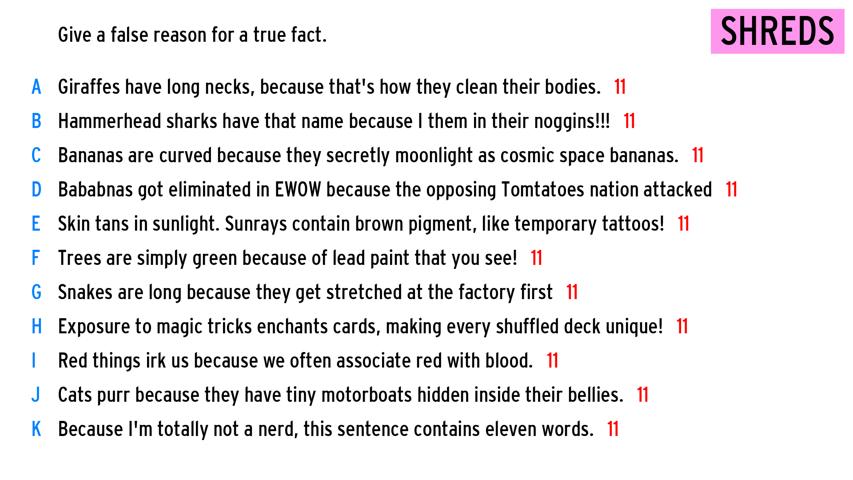 Give a false reason for a true fact.
SHREDS
A Giraffes have long necks, because that's how they clean their bodies. 11
B Hammerhead sharks have that name because I them in their noggins!!! 11
C Bananas are curved because they secretly moonlight as cosmic space bananas. 11
D Bababnas got eliminated in EWOW because the opposing Tomtatoes nation attacked 11
E Skin tans in sunlight. Sunrays contain brown pigment, like temporary tattoos! 11
F Trees are simply green because of lead paint that you see! 11
G Snakes are long because they get stretched at the factory first 11
H Exposure to magic tricks enchants cards, making every shuffled deck unique! 11
I Red things irk us because we often associate red with blood. 11
J Cats purr because they have tiny motorboats hidden inside their bellies. 11
K Because I'm totally not a nerd, this sentence contains eleven words. 11